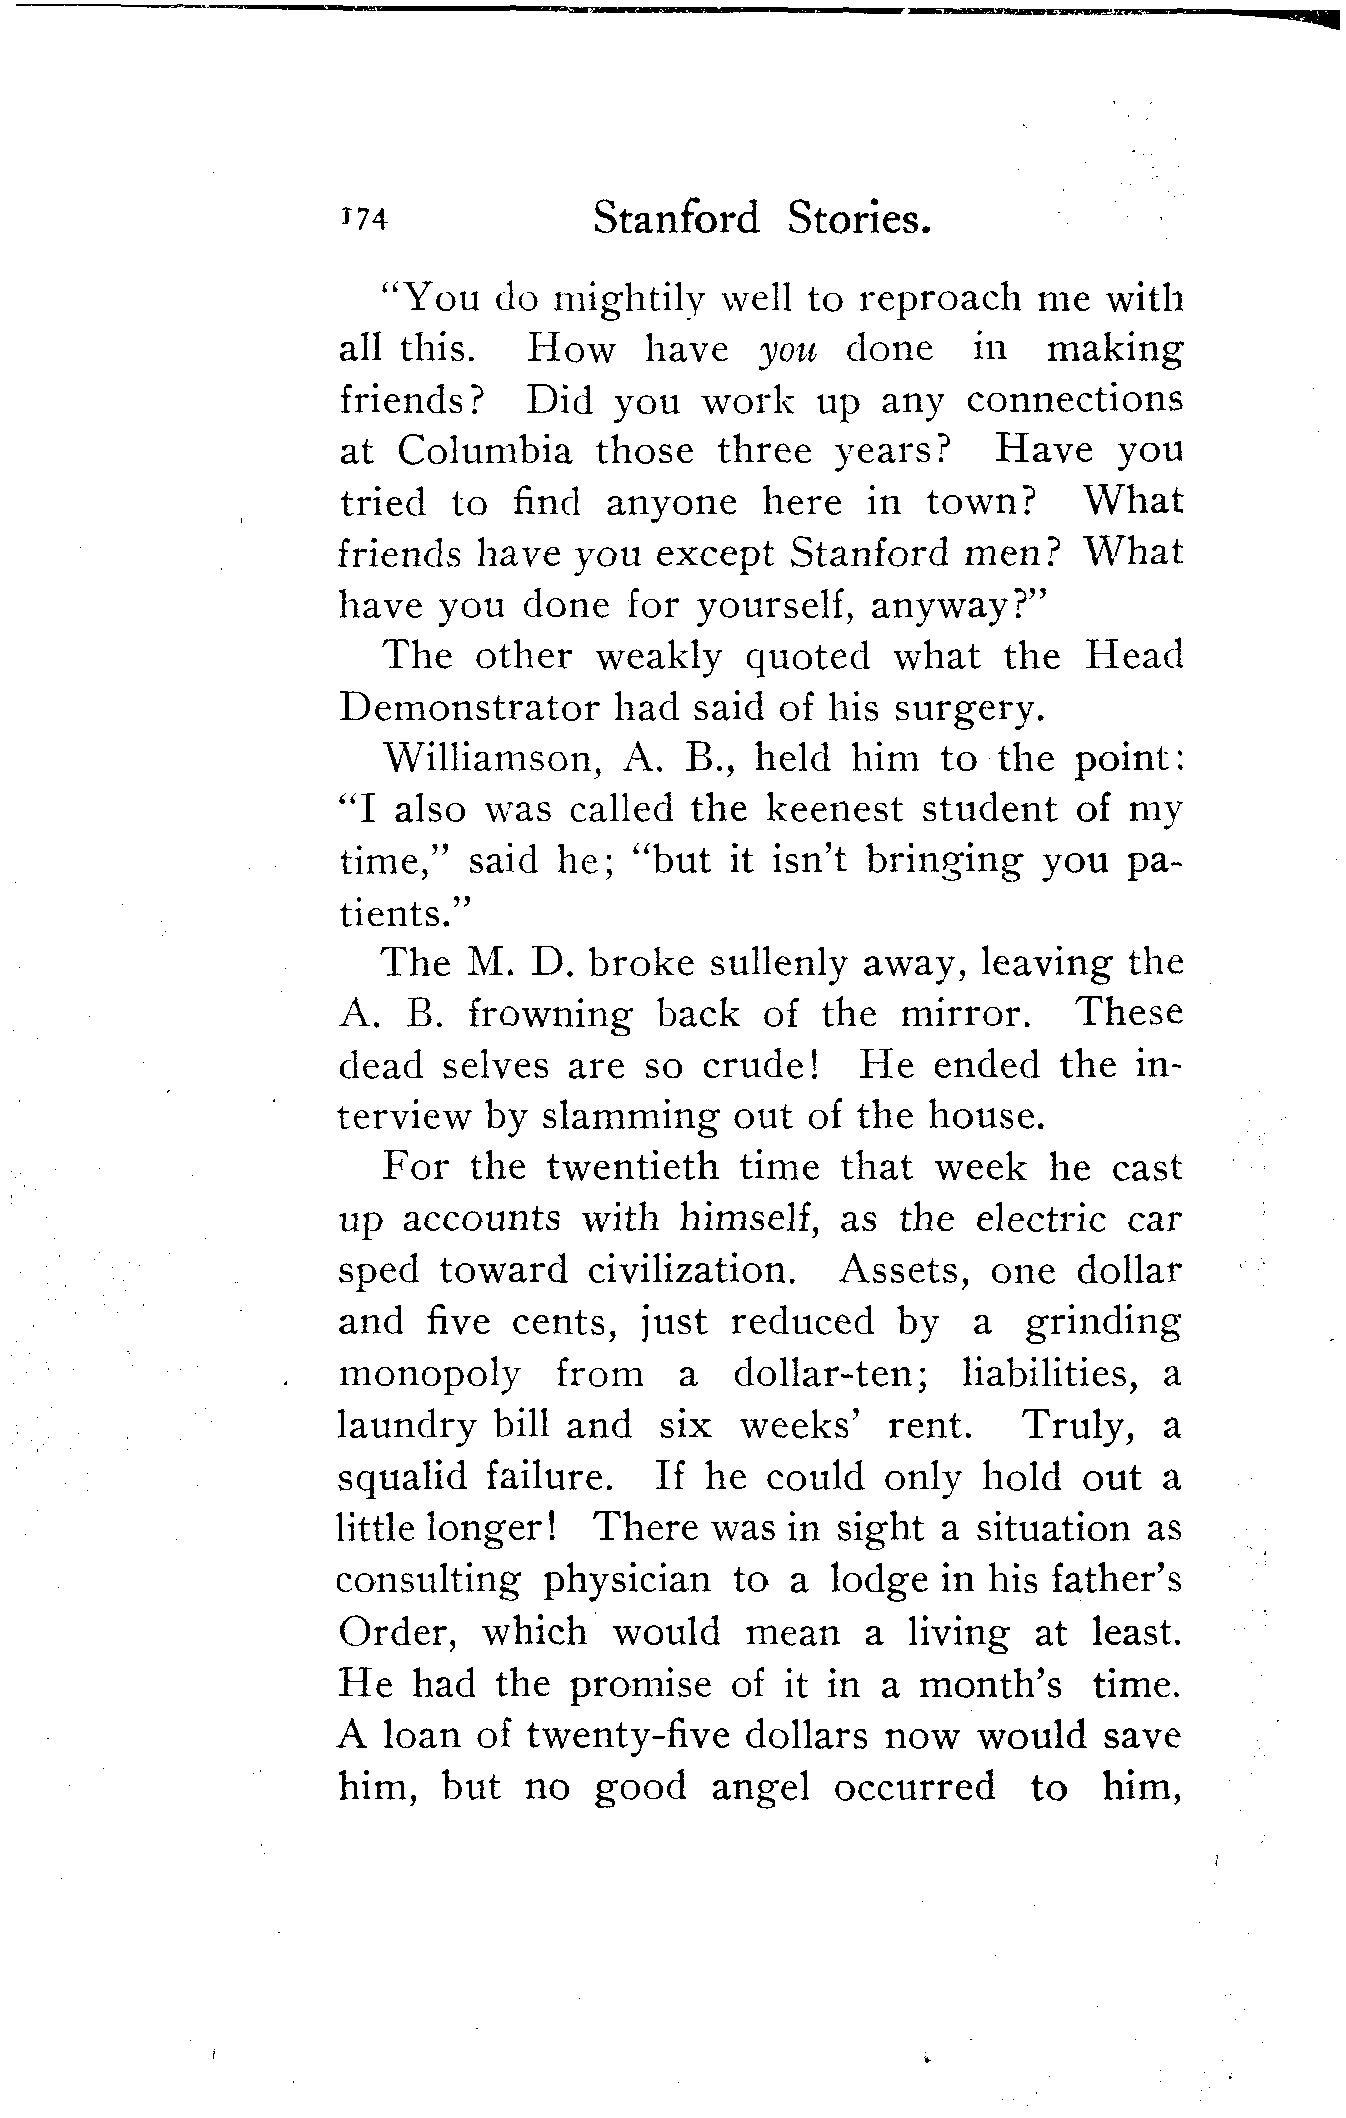 174 Stanford Stories.
"You do mightily well to reproach me with
all this. How have you done in making
friends? Did you work up any connections
at Columbia those three years? Have you
tried to find anyone here in town? What
friends have you except Stanford men? What
have you done for yourself, anyway?"
The other weakly quoted what the Head
Demonstrator had said of his surgery.
Williamson, A. B., held him to the point:
"I also was called the keenest student of my
time," said he; "but it isn't bringing you pa-
tients."
The M. D. broke sullenly away, leaving the
A. B. frowning back of the mirror. These
dead selves are so crude! He ended the in-
terview by slamming out of the house.
For the twentieth time that week he cast
up accounts with himself, as the electric car
sped toward civilization. Assets, one dollar
and five cents, just reduced by a grinding
monopoly from a dollar-ten; liabilities, a
laundry bill and six weeks' rent. Truly, a
squalid failure. If he could only hold out a
little longer! There was in sight a situation as
consulting physician to a lodge in his father's
Order, which would mean a living at least.
He had the promise of it in a month's time.
A loan of twenty-five dollars now would save
him, but no good angel occurred to him,